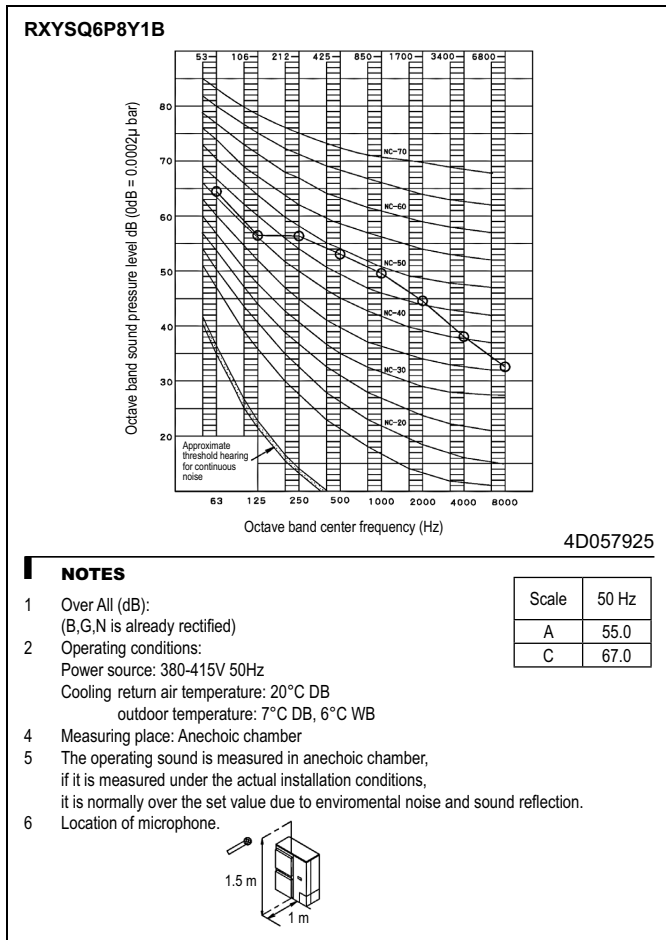 RXYSQ6P8Y1B
53 106 212 425 850 1700 3400 6800
Octave band sound pressure level dB (0dB = 0.0002μ bar)
80
70
60
50
40
30
20
NC-70
NC-60
NC-50
NC-40
NC-30
NC-20
Approximate
threshold hearing
for continuous
noise
63 125 250 500 1000 2000 4000 8000
Octave band center frequency (Hz)
4D057925
NOTES
1 Over All (dB):
(B,G,N is already rectified)
2 Operating conditions:
Power source: 380-415V 50Hz
Cooling return air temperature: 20°C DB
outdoor temperature: 7°C DB, 6°C WB
4 Measuring place: Anechoic chamber
5 The operating sound is measured in anechoic chamber,
if it is measured under the actual installation conditions,
it is normally over the set value due to enviromental noise and sound reflection.
6 Location of microphone.
1.5 m
1 m
Scale 50 Hz
A 55.0
C 67.0